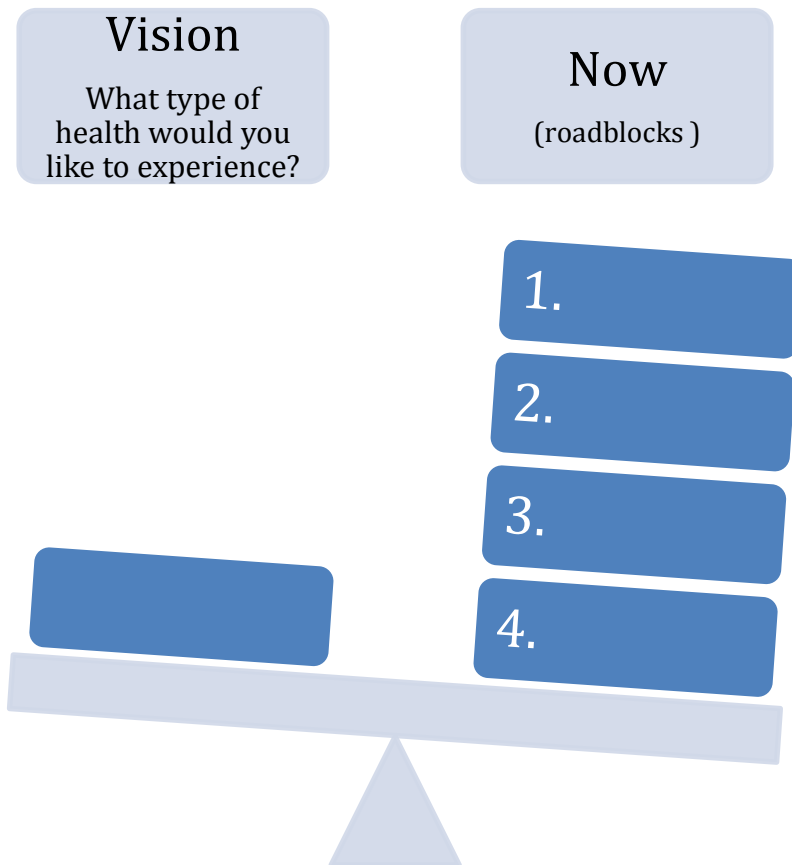 Vision
What type of
health would you
like to experience?
Now
(roadblocks )
1.
2.
3.
4.